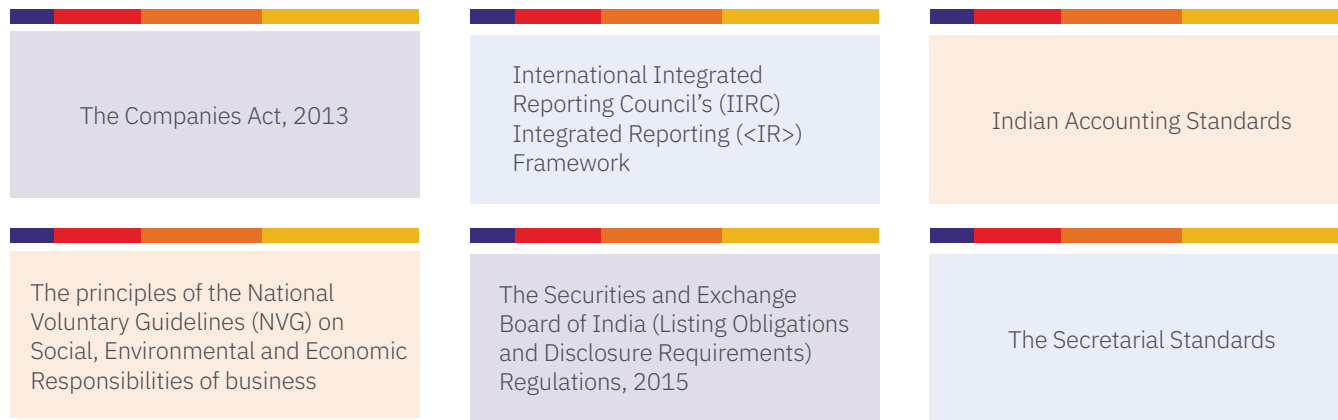 The Companies Act, 2013
International Integrated
Reporting Council’s (IIRC)
Integrated Reporting (<IR>)
Framework
Indian Accounting Standards
The principles of the National
Voluntary Guidelines (NVG) on
Social, Environmental and Economic
Responsibilities of business
The Securities and Exchange
Board of India (Listing Obligations
and Disclosure Requirements)
Regulations, 2015
The Secretarial Standards